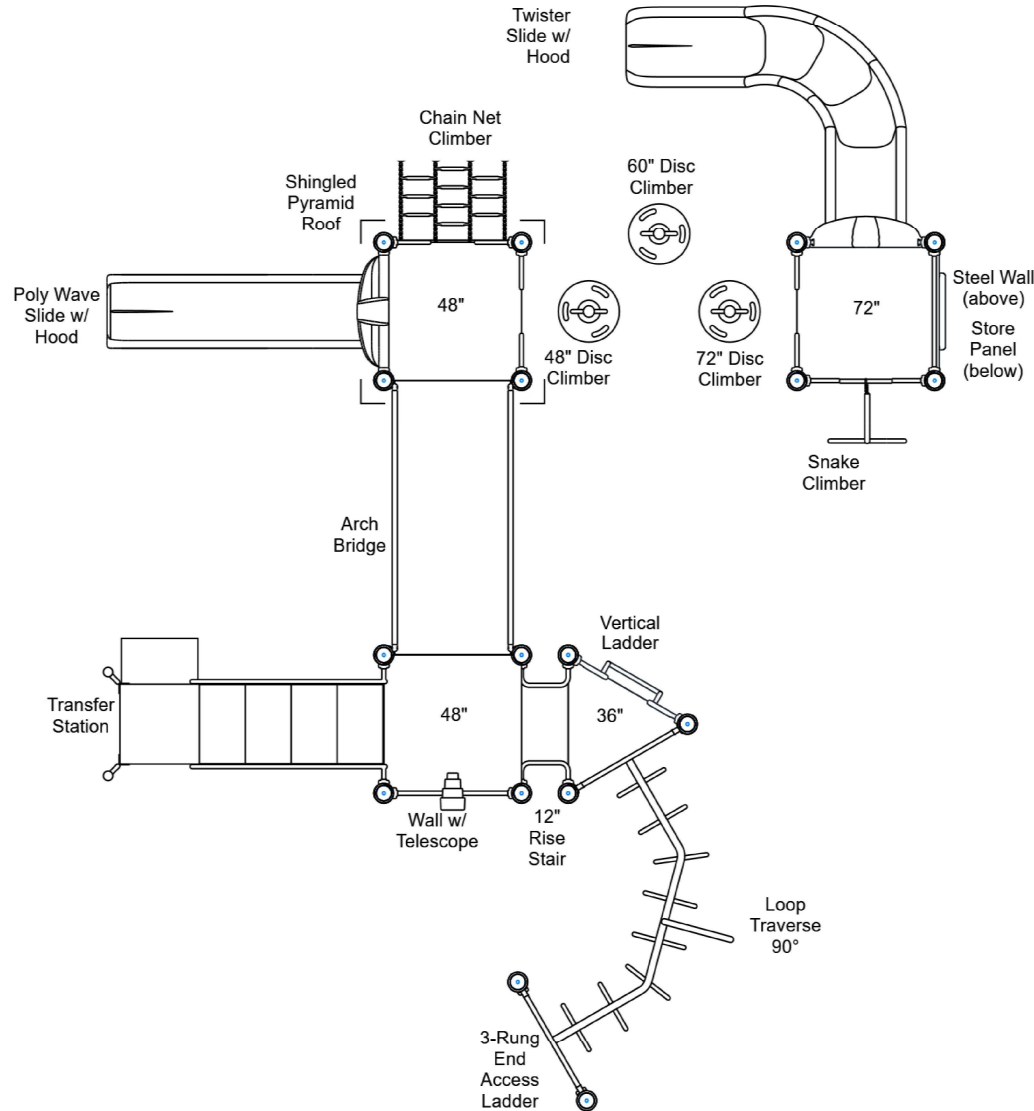 Twister
Slide w/
Hood
Chain Net
Climber
60" Disc
Climber
Shingled
Pyramid
Roof
Poly Wave
Slide w/
Hood
48"
48" Disc
Climber
72" Disc
Climber
72"
Steel Wall
(above)
Store
Panel
(below)
Snake
Climber
Arch
Bridge
Vertical
Ladder
Transfer
Station
48"
36"
Wall w/
Telescope
12"
Rise
Stair
Loop
Traverse
90°
3-Rung
End
Access
Ladder